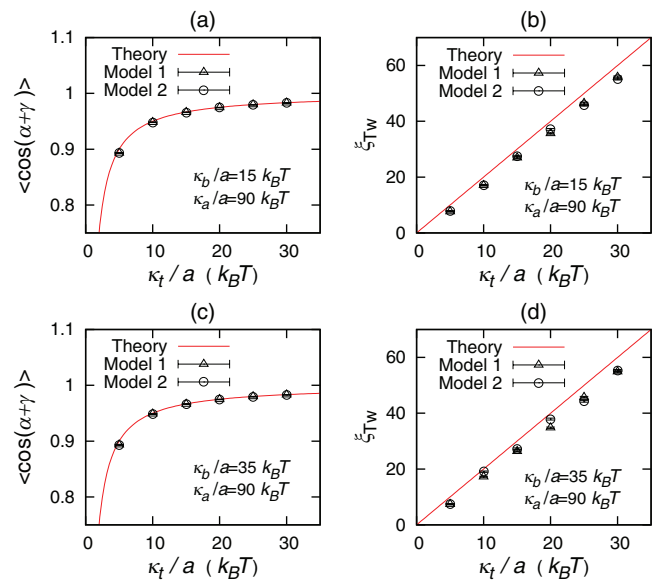 (a)
<cos(α+γ)>
1.1
1
0.9
0.8
Theory
Model 1
Model 2
κb/a=15 kBT
κa/a=90 kBT
0 10 20 30
κt / a (kBT)
(b)
ξTw
60
40
20
0
Theory
Model 1
Model 2
κb/a=15 kBT
κa/a=90 kBT
0 10 20 30
κt / a (kBT)
(c)
<cos(α+γ)>
1.1
1
0.9
0.8
Theory
Model 1
Model 2
κb/a=35 kBT
κa/a=90 kBT
0 10 20 30
κt / a (kBT)
(d)
ξTw
60
40
20
0
Theory
Model 1
Model 2
κb/a=35 kBT
κa/a=90 kBT
0 10 20 30
κt / a (kBT)